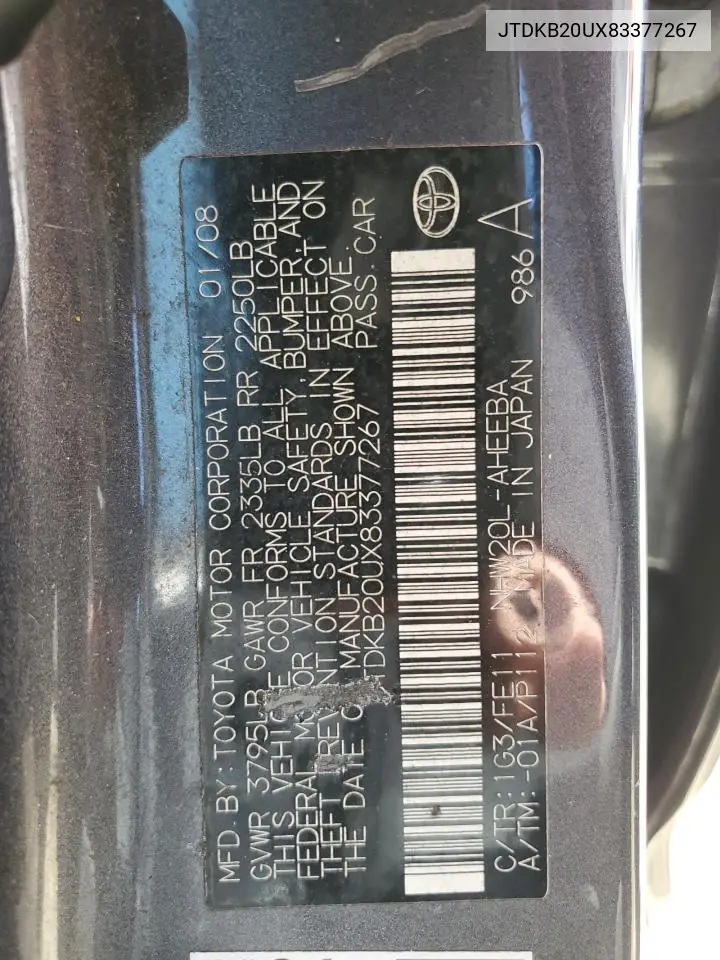 JTDKB20UX83377267
MFD. BY: TOYOTA MOTOR CORPORATION 01/08
GVWR 3795LB GAWR FR 2335LB RR 2250LB
THIS VEHICLE CONFORMS TO ALL APPLICABLE
FEDERAL MOTOR VEHICLE SAFETY, BUMPER, AND
THEFT PREVENTION STANDARDS IN EFFECT ON
THE DATE OF MANUFACTURE SHOWN ABOVE.
JTDKB20UX83377267 PASS. CAR
C/TR: 1G3/FE11 NHW20L-AHEEBA
A/TM: -01A/P112 MADE IN JAPAN 986 A